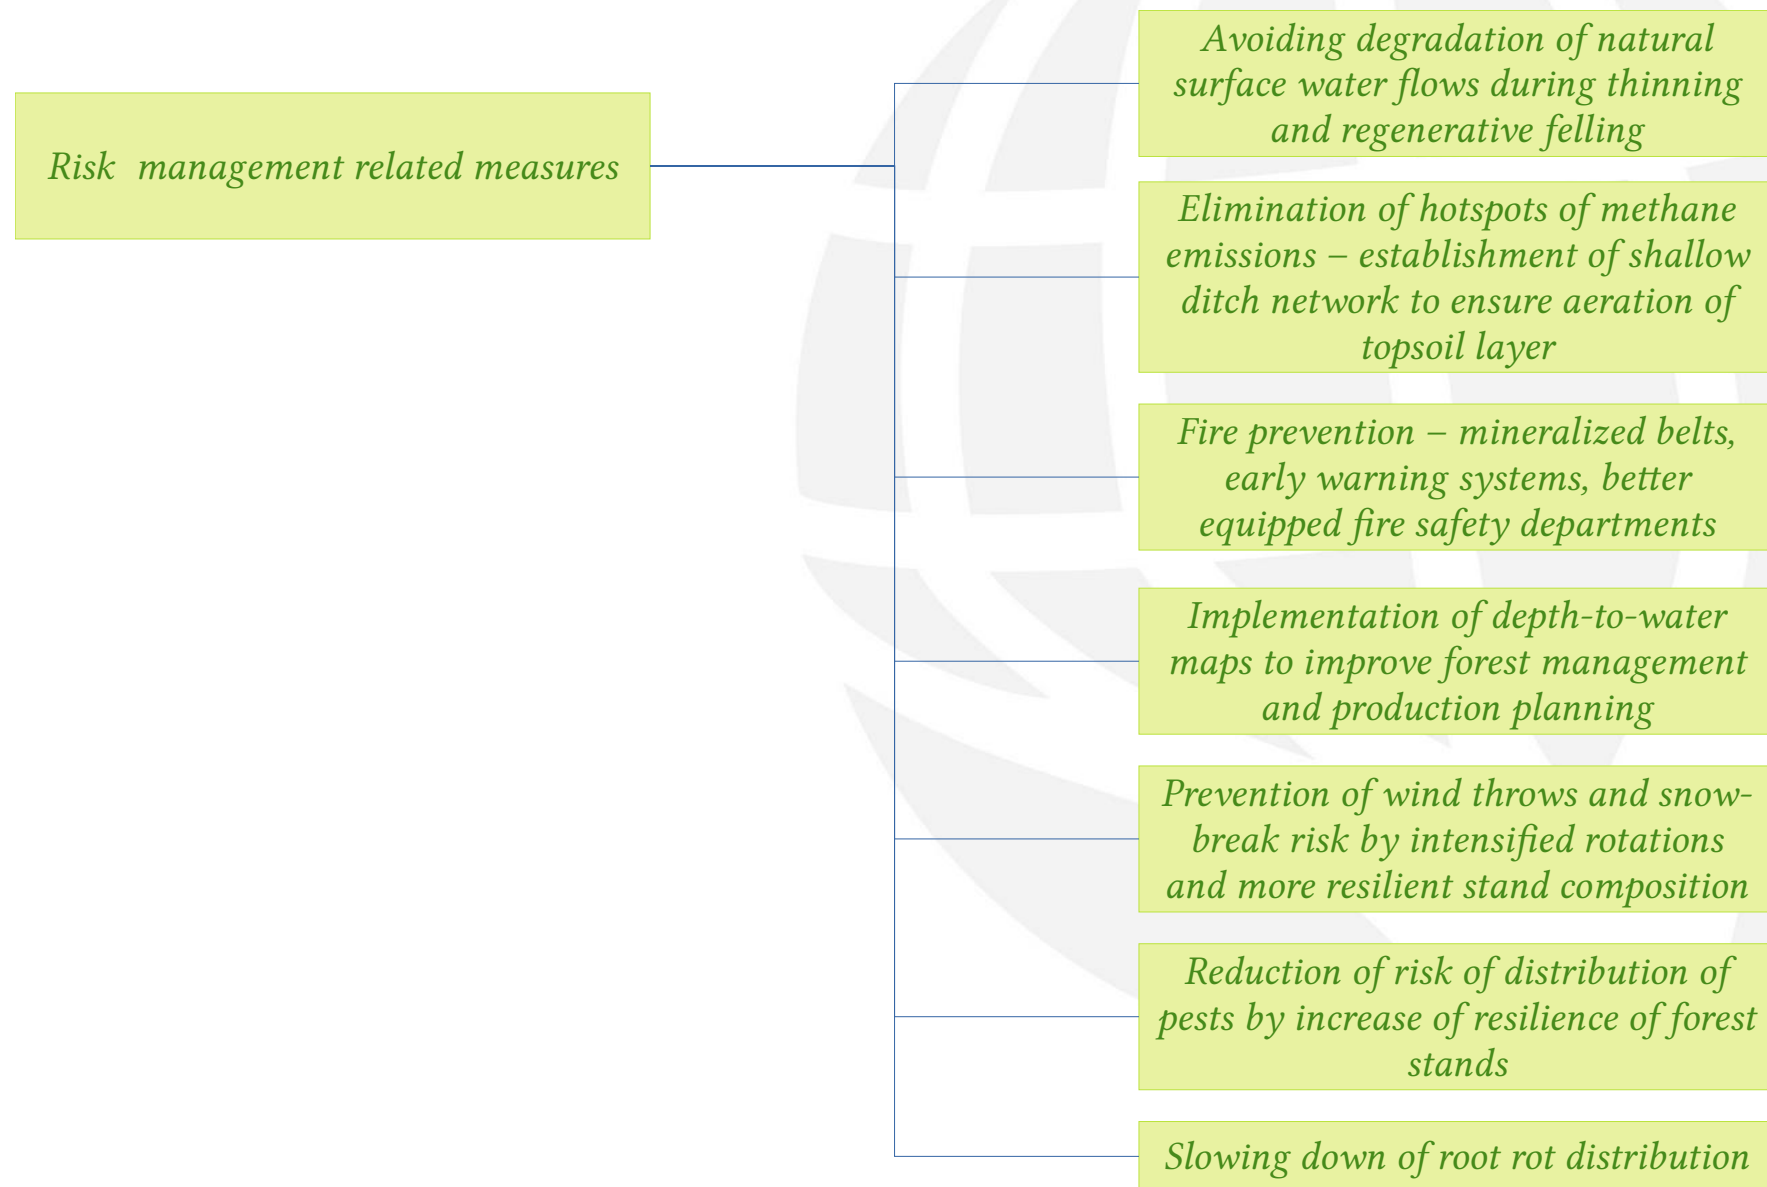 Risk  management related measures
Avoiding degradation of natural
surface water flows during thinning
and regenerative felling
Elimination of hotspots of methane
emissions – establishment of shallow
ditch network to ensure aeration of
topsoil layer
Fire prevention – mineralized belts,
early warning systems, better
equipped fire safety departments
Implementation of depth-to-water
maps to improve forest management
and production planning
Prevention of wind throws and snow-
break risk by intensified rotations
and more resilient stand composition
Reduction of risk of distribution of
pests by increase of resilience of forest
stands
Slowing down of root rot distribution